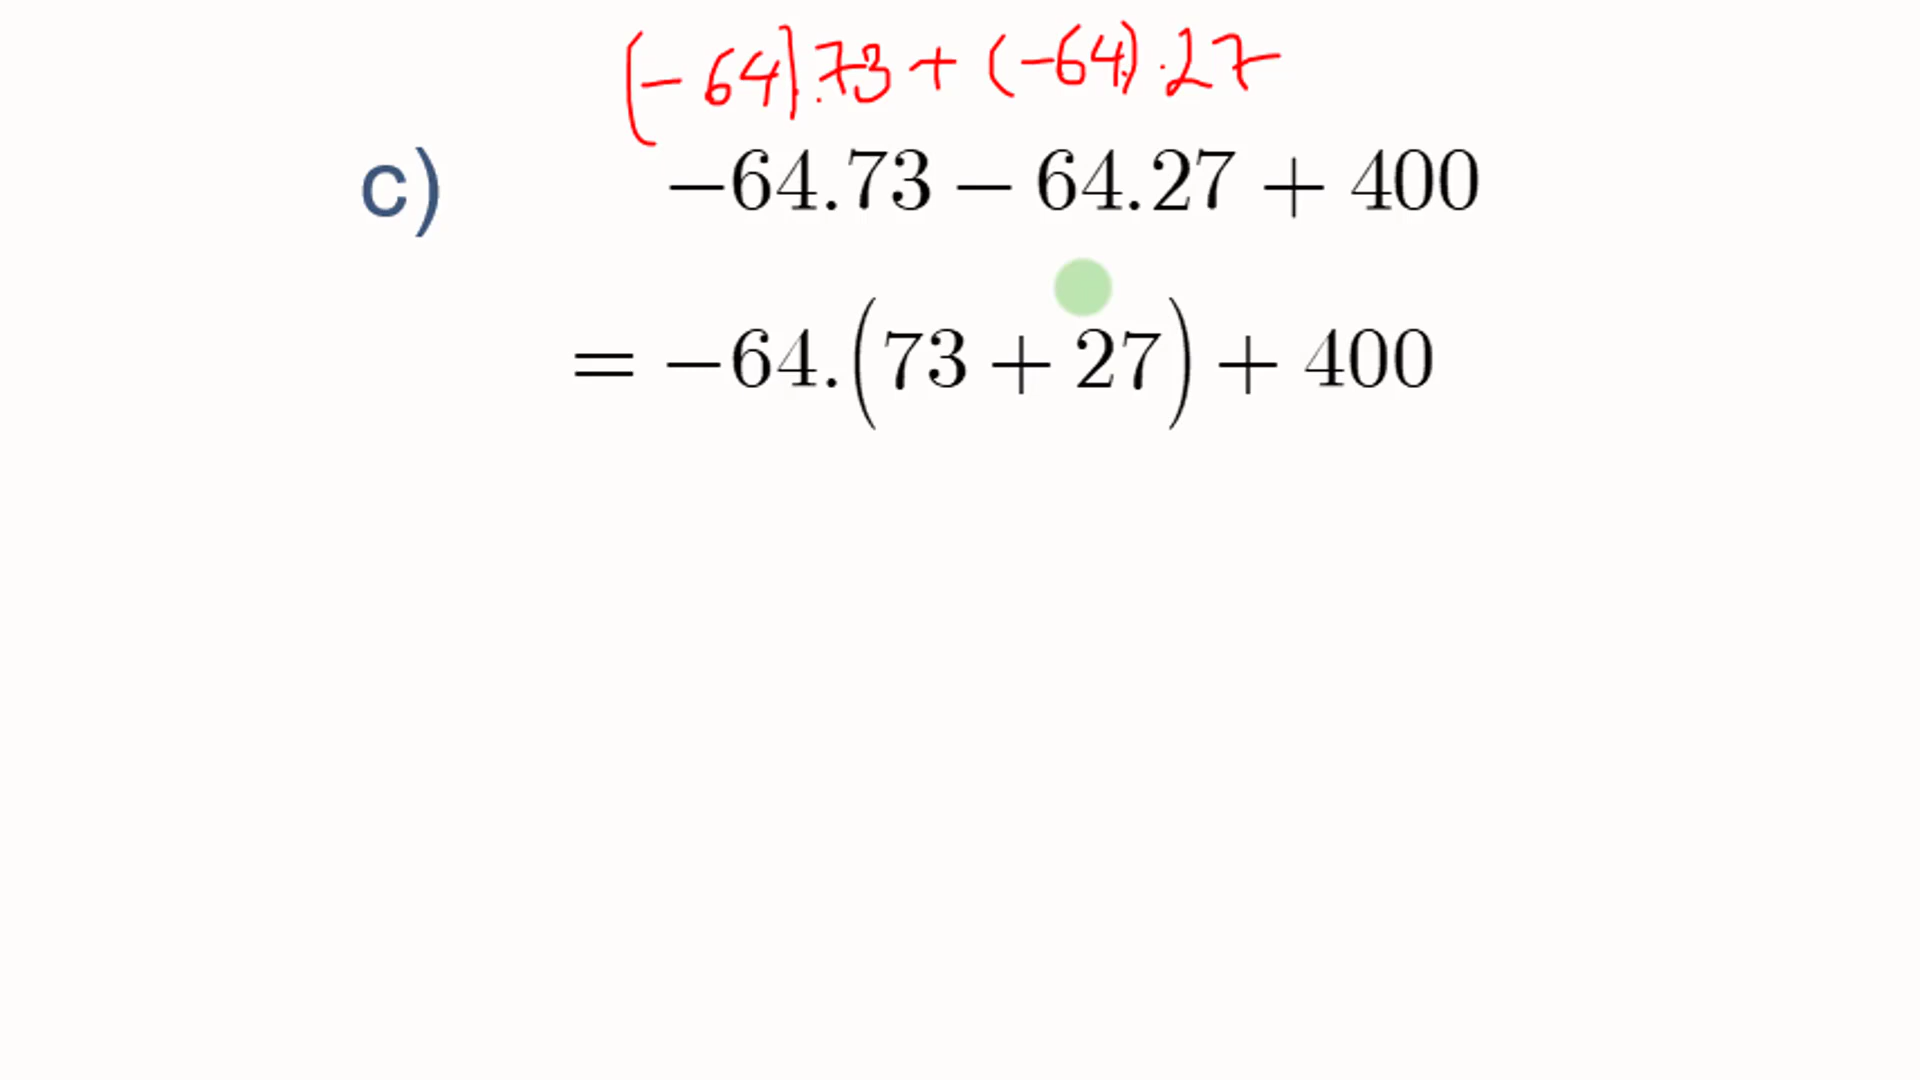 (-64).73 + (-64).27
c) −64.73 − 64.27 + 400
= −64.(73 + 27) + 400